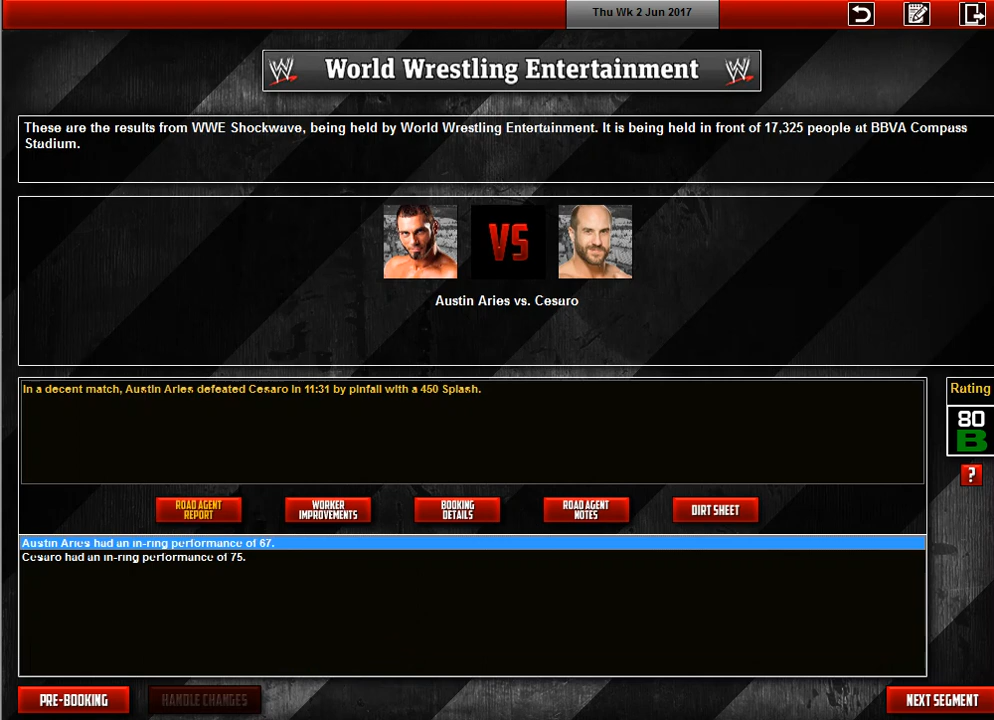 Thu Wk 2 Jun 2017
World Wrestling Entertainment
These are the results from WWE Shockwave, being held by World Wrestling Entertainment. It is being held in front of 17,325 people at BBVA Compass
Stadium.
VS
Austin Aries vs. Cesaro
In a decent match, Austin Aries defeated Cesaro in 11:31 by pinfall with a 450 Splash.
Rating
80
B
?
ROAD AGENT
REPORT
WORKER
IMPROVEMENTS
BOOKING
DETAILS
ROAD AGENT
NOTES
DIRT SHEET
Austin Aries had an in-ring performance of 67.
Cesaro had an in-ring performance of 75.
PRE-BOOKING
HANDLE CHANGES
NEXT SEGMENT